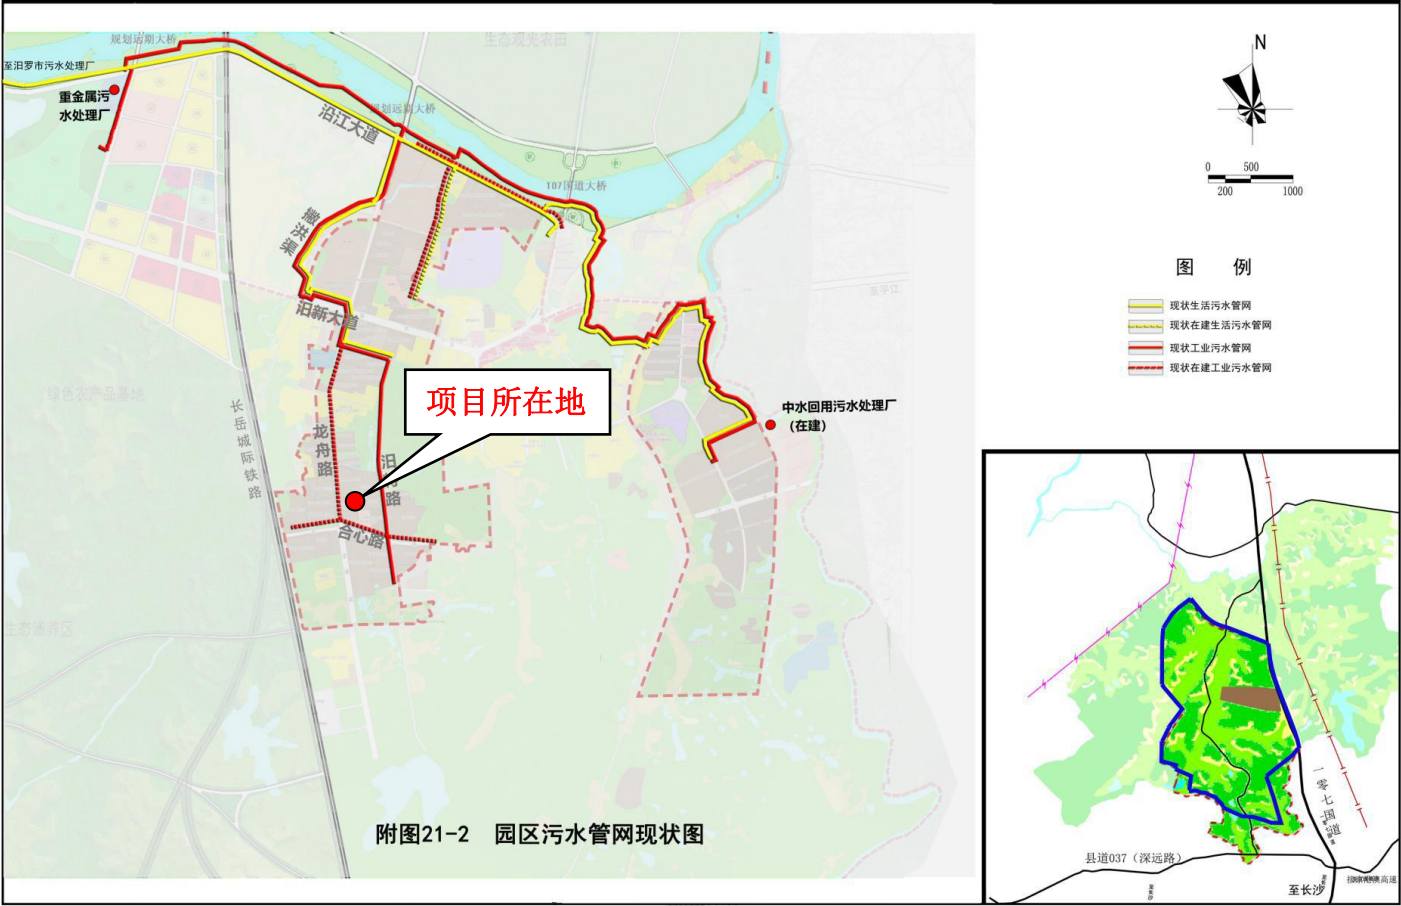 规划远期大桥
生态观光农田
至汨罗市污水处理厂
重金属污
水处理厂
沿江大道
规划远期大桥
107国道大桥
撇洪渠
至平江
汨新大道
绿色农产品基地
项目所在地
中水回用污水处理厂
（在建）
长岳城际铁路
龙舟路
合心路
生态涵养区
附图21-2 园区污水管网现状图
N
0 500
200 1000
图 例
现状生活污水管网
现状在建生活污水管网
现状工业污水管网
现状在建工业污水管网
一零七国道
县道037（深远路）
至长沙